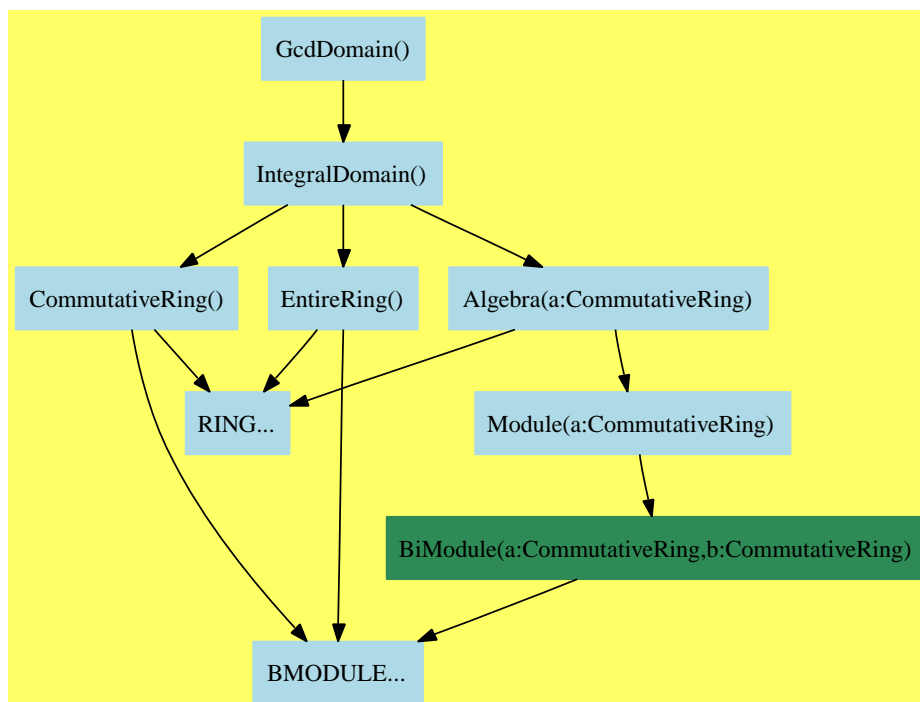 GcdDomain()
IntegralDomain()
CommutativeRing()
EntireRing()
Algebra(a:CommutativeRing)
RING...
Module(a:CommutativeRing)
BiModule(a:CommutativeRing,b:CommutativeRing)
BMODULE...